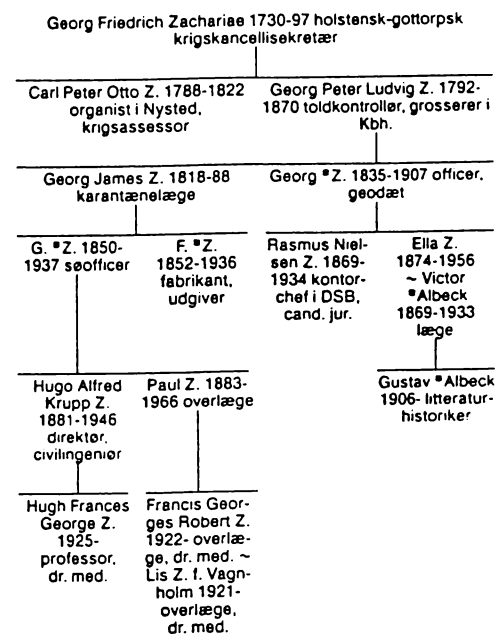 Georg Friedrich Zachariae 1730-97 holstensk-gottorpsk
krigskancellisekretær
Carl Peter Otto Z. 1788-1822
organist i Nysted,
krigsassessor
Georg Peter Ludvig Z. 1792-
1870 toldkontrollør, grosserer i
Kbh.
Georg James Z. 1818-88
karantænelæge
Georg *Z. 1835-1907 officer,
geodæt
G. *Z. 1850-
1937 søofficer
F. *Z.
1852-1936
fabrikant,
udgiver
Rasmus Niel-
sen Z. 1869-
1934 kontor-
chef i DSB,
cand. jur.
Ella Z.
1874-1956
~ Victor
*Albeck
1869-1933
læge
Hugo Alfred
Krupp Z.
1881-1946
direktør,
civilingeniør
Paul Z. 1883-
1966 overlæge
Gustav *Albeck
1906- litteratur-
historiker
Hugh Frances
George Z.
1925-
professor,
dr. med.
Francis Geor-
ges Robert Z.
1922- overlæ-
ge, dr. med. ~
Lis Z. f. Vagn-
holm 1921-
overlæge,
dr. med.